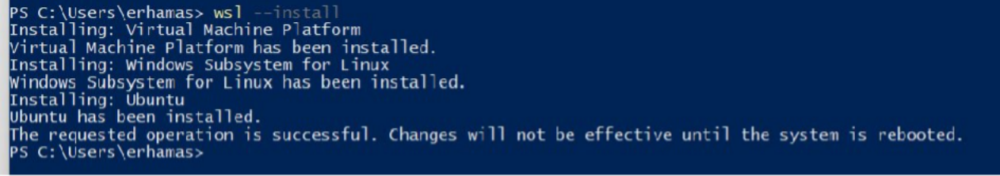 PS C:\Users\erhamas> wsl --install
Installing: Virtual Machine Platform
Virtual Machine Platform has been installed.
Installing: Windows Subsystem for Linux
Windows Subsystem for Linux has been installed.
Installing: Ubuntu
Ubuntu has been installed.
The requested operation is successful. Changes will not be effective until the system is rebooted.
PS C:\Users\erhamas>